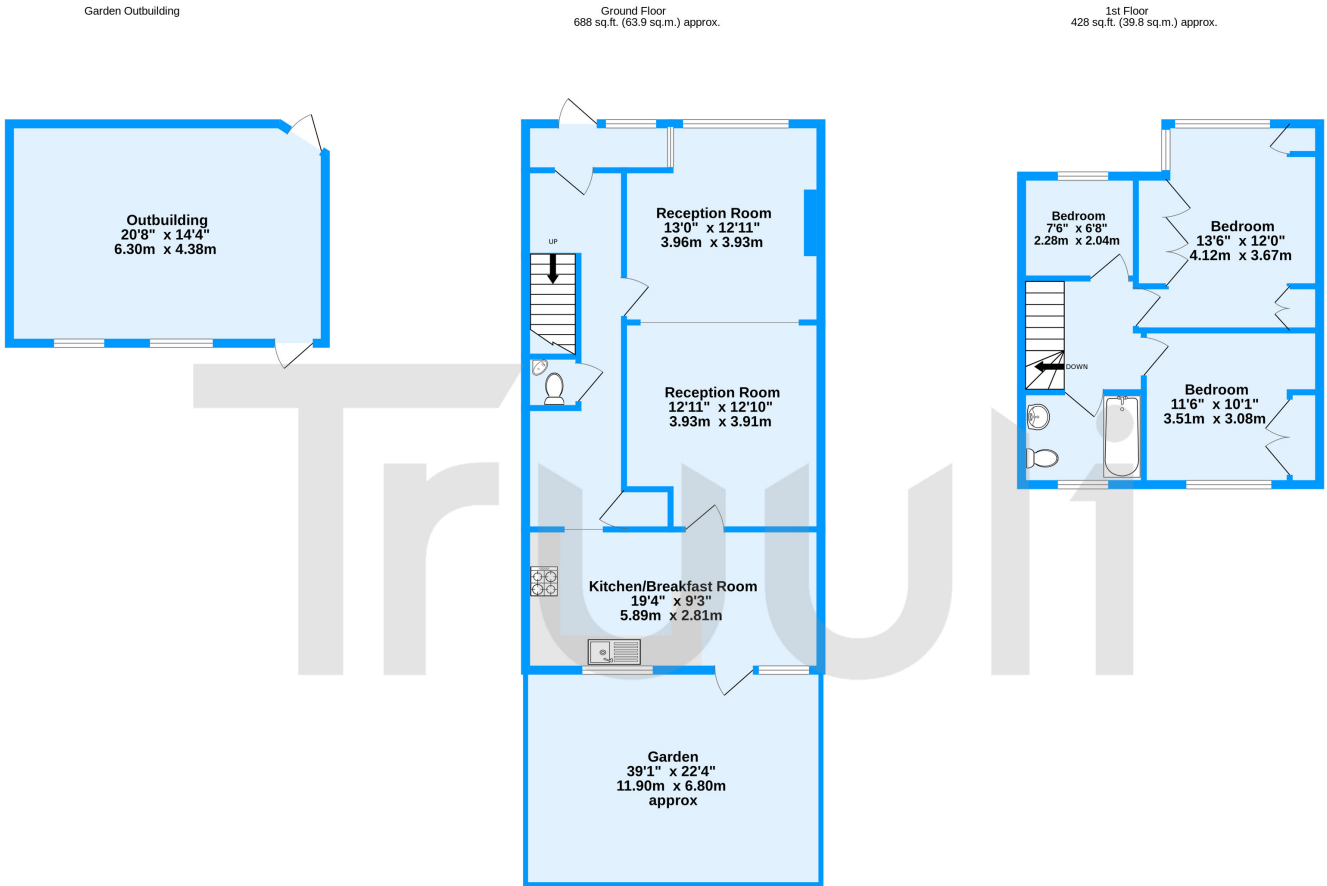 Garden Outbuilding
Outbuilding
20'8" x 14'4"
6.30m x 4.38m
Ground Floor
688 sq.ft. (63.9 sq.m.) approx.
Reception Room
13'0" x 12'11"
3.96m x 3.93m
UP
Reception Room
12'11" x 12'10"
3.93m x 3.91m
Kitchen/Breakfast Room
19'4" x 9'3"
5.89m x 2.81m
Garden
39'1" x 22'4"
11.90m x 6.80m
approx
1st Floor
428 sq.ft. (39.8 sq.m.) approx.
Bedroom
7'6" x 6'8"
2.28m x 2.04m
Bedroom
13'6" x 12'0"
4.12m x 3.67m
DOWN
Bedroom
11'6" x 10'1"
3.51m x 3.08m
Truuli